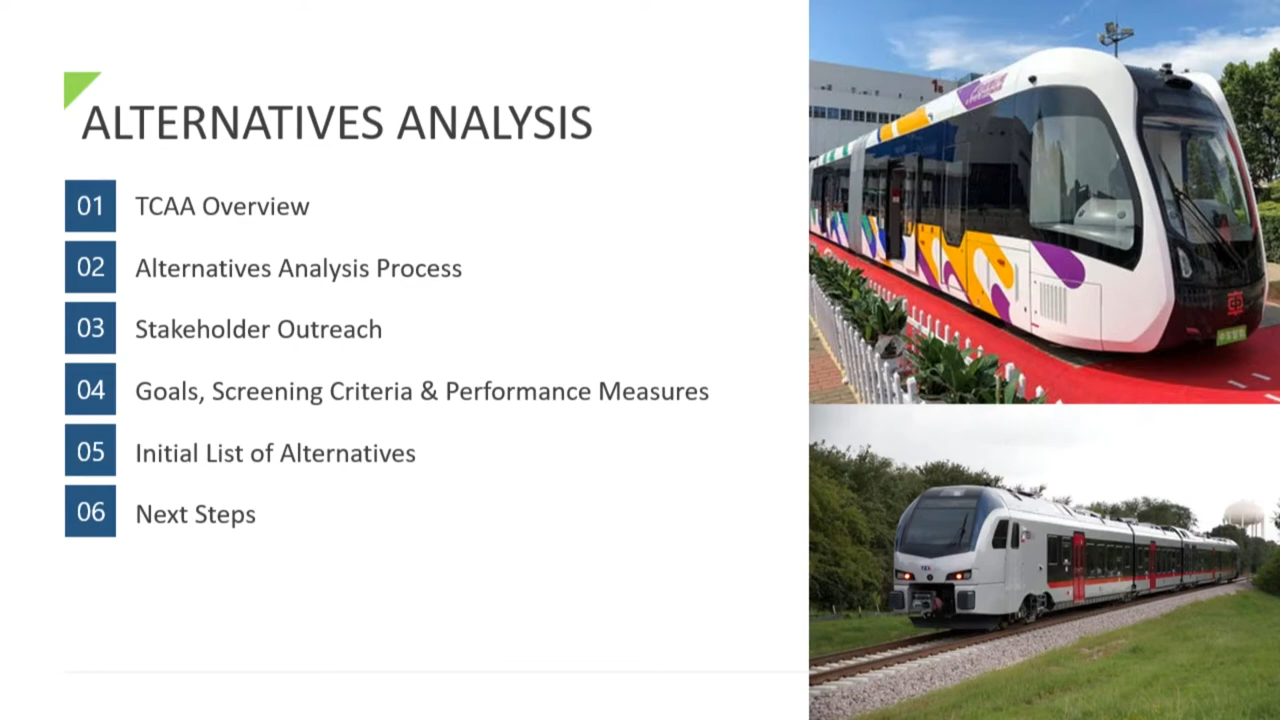 ALTERNATIVES ANALYSIS
01 TCAA Overview
02 Alternatives Analysis Process
03 Stakeholder Outreach
04 Goals, Screening Criteria & Performance Measures
05 Initial List of Alternatives
06 Next Steps